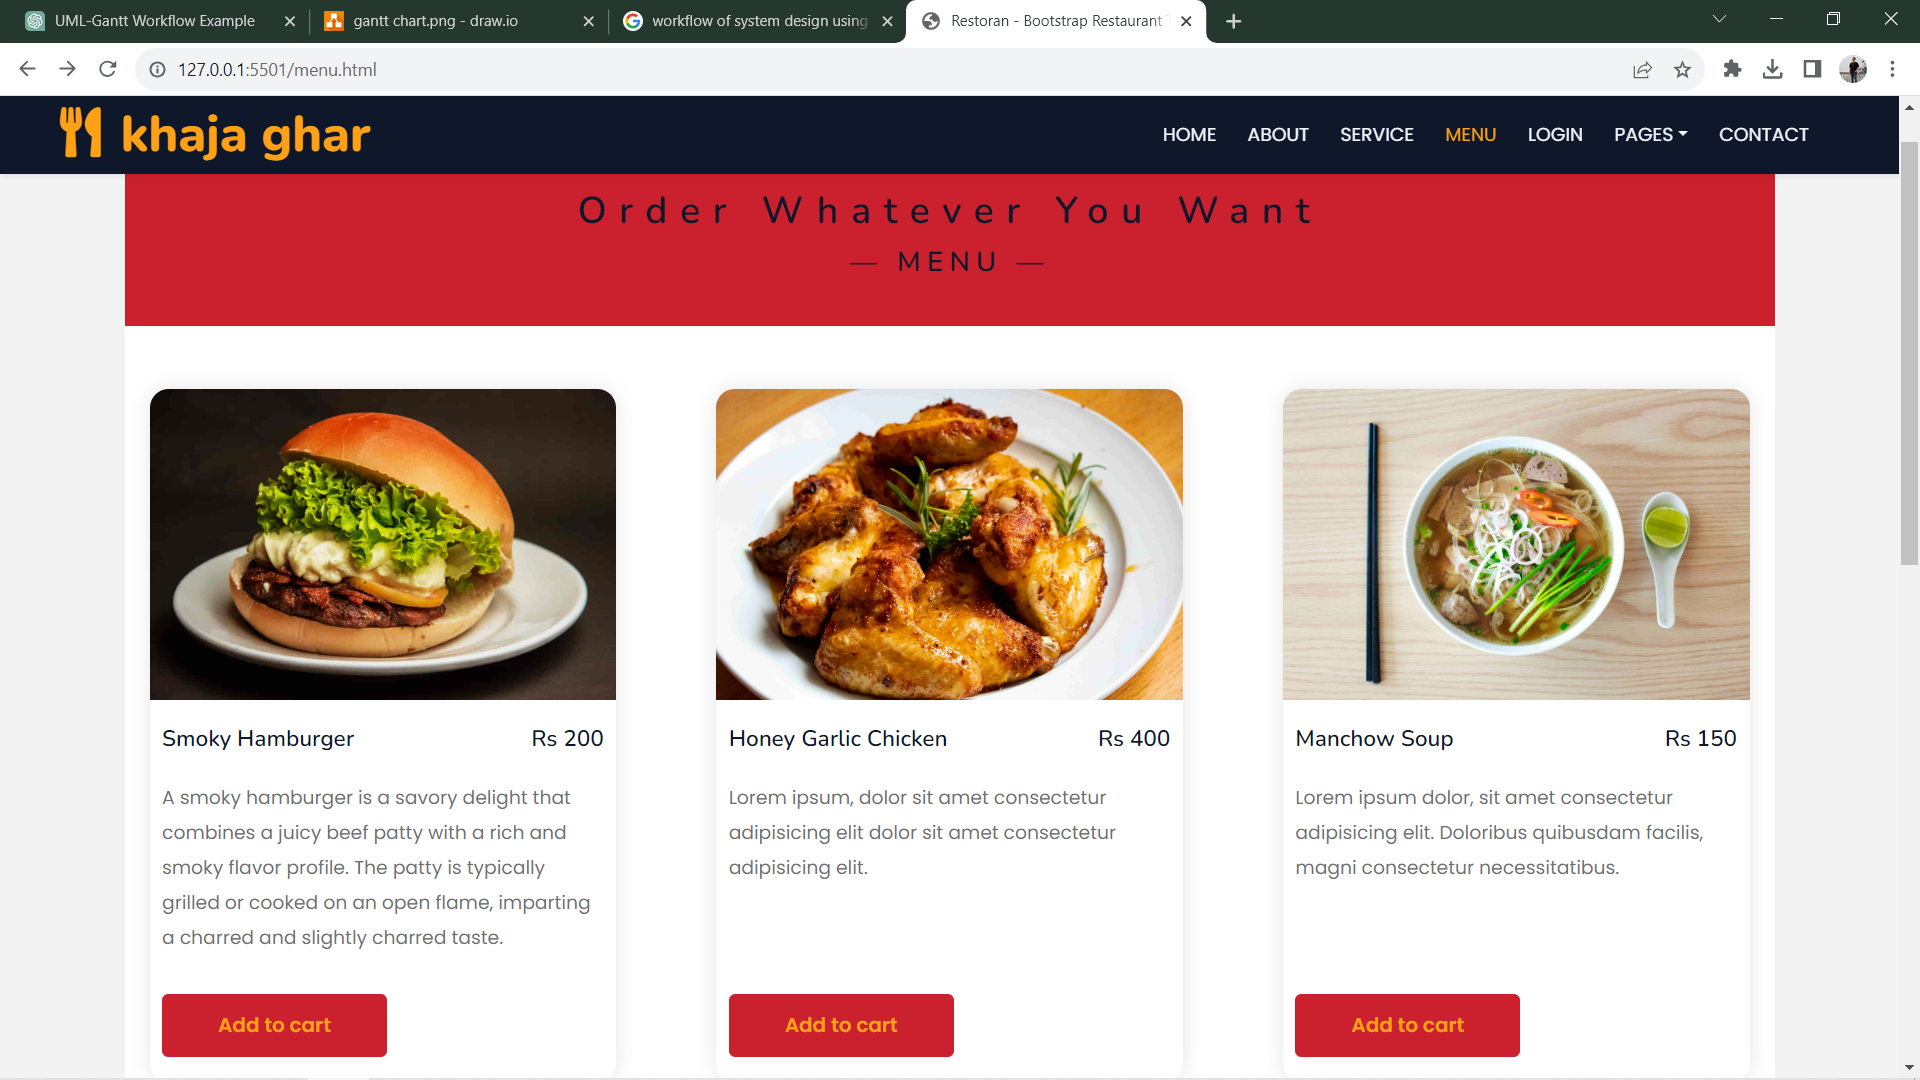 UML-Gantt Workflow Example
gantt chart.png - draw.io
workflow of system design using
Restoran - Bootstrap Restaurant
127.0.0.1:5501/menu.html
khaja ghar
HOME ABOUT SERVICE MENU LOGIN PAGES CONTACT
Order Whatever You Want
— MENU —
Smoky Hamburger Rs 200
A smoky hamburger is a savory delight that
combines a juicy beef patty with a rich and
smoky flavor profile. The patty is typically
grilled or cooked on an open flame, imparting
a charred and slightly charred taste.
Add to cart
Honey Garlic Chicken Rs 400
Lorem ipsum, dolor sit amet consectetur
adipisicing elit dolor sit amet consectetur
adipisicing elit.
Add to cart
Manchow Soup Rs 150
Lorem ipsum dolor, sit amet consectetur
adipisicing elit. Doloribus quibusdam facilis,
magni consectetur necessitatibus.
Add to cart